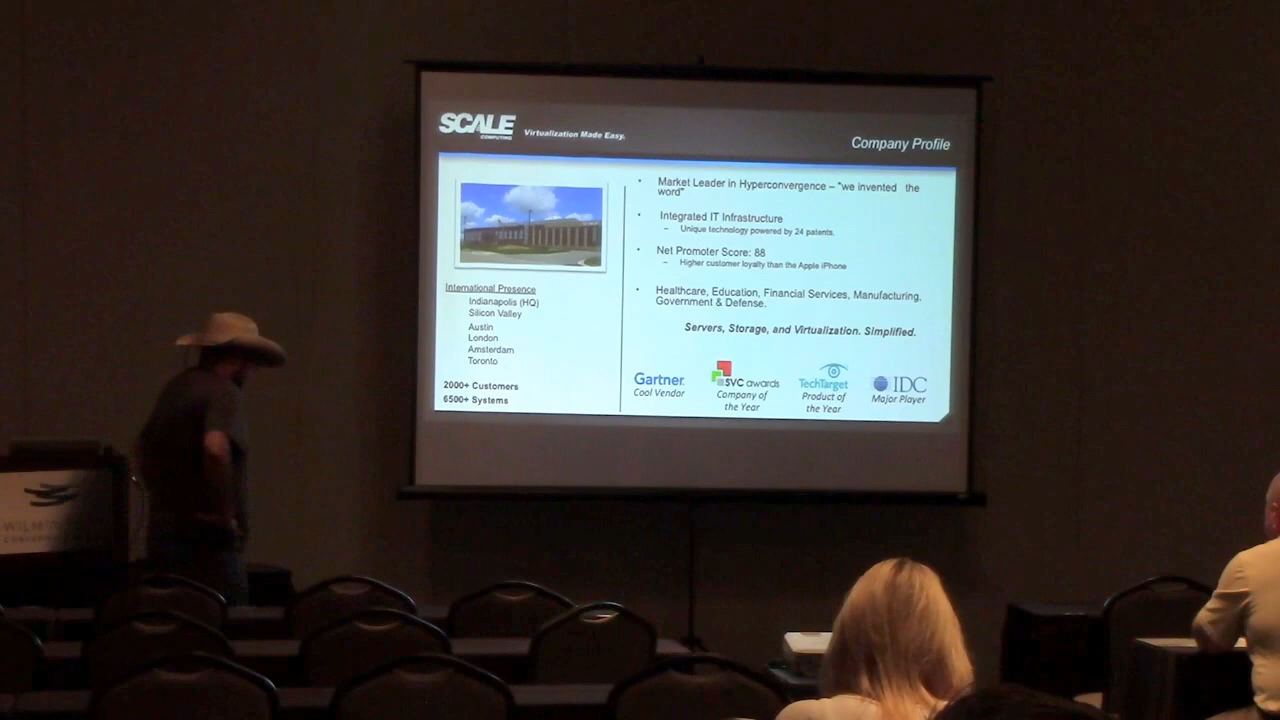 SCALE
COMPUTING
Virtualization Made Easy.
Company Profile
International Presence
Indianapolis (HQ)
Silicon Valley
Austin
London
Amsterdam
Toronto
2000+ Customers
6500+ Systems
• Market Leader in Hyperconvergence – "we invented the
word"
• Integrated IT Infrastructure
– Unique technology powered by 24 patents.
• Net Promoter Score: 88
– Higher customer loyalty than the Apple iPhone
• Healthcare, Education, Financial Services, Manufacturing,
Government & Defense.
Servers, Storage, and Virtualization. Simplified.
Gartner
Cool Vendor
SVC awards
Company of
the Year
TechTarget
Product of
the Year
IDC
Major Player